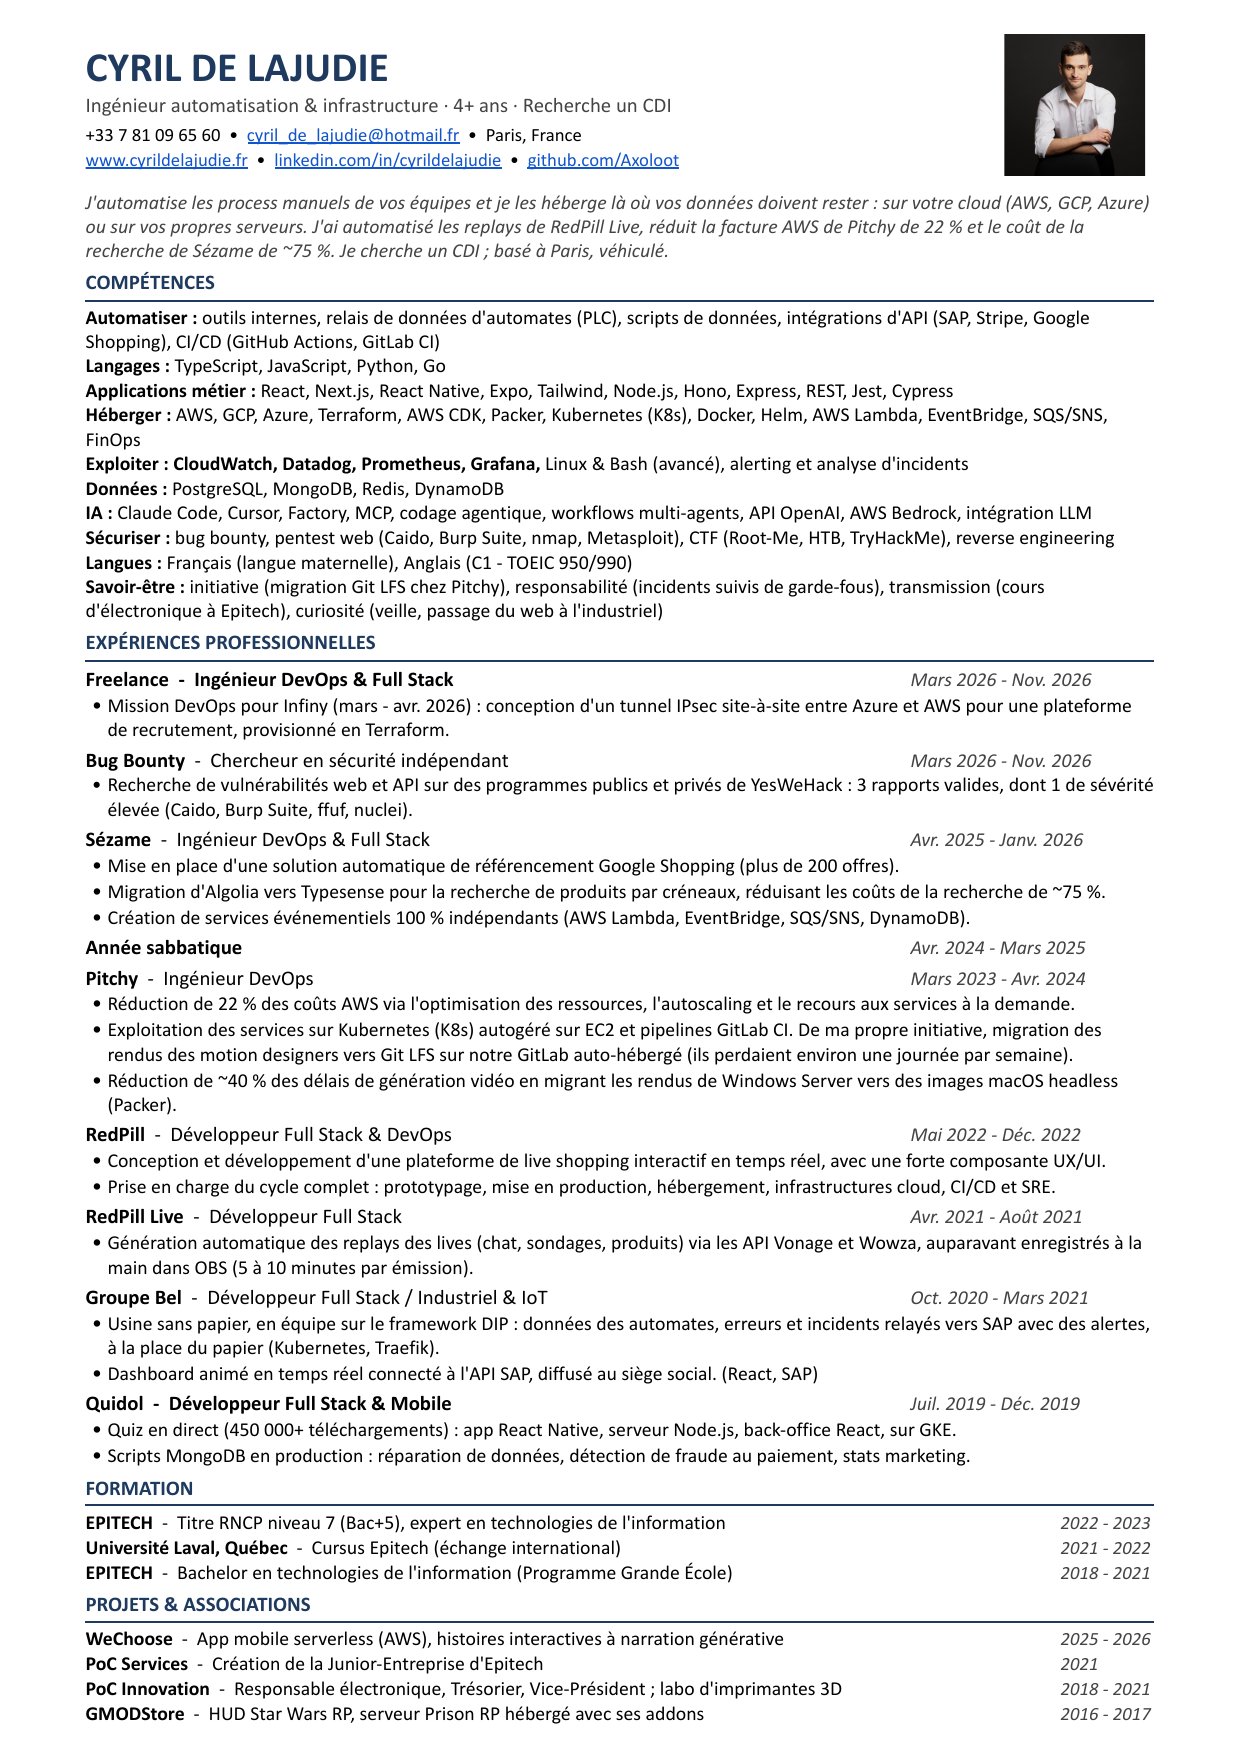 CYRIL DE LAJUDIE
Ingénieur automatisation & infrastructure · 4+ ans · Recherche un CDI
+33 7 81 09 65 60 • cyril_de_lajudie@hotmail.fr • Paris, France
www.cyrildelajudie.fr • linkedin.com/in/cyrildelajudie • github.com/Axoloot
J'automatise les process manuels de vos équipes et je les héberge là où vos données doivent rester : sur votre cloud (AWS, GCP, Azure)
ou sur vos propres serveurs. J'ai automatisé les replays de RedPill Live, réduit la facture AWS de Pitchy de 22 % et le coût de la
recherche de Sézame de ~75 %. Je cherche un CDI ; basé à Paris, véhiculé.
COMPÉTENCES
Automatiser : outils internes, relais de données d'automates (PLC), scripts de données, intégrations d'API (SAP, Stripe, Google
Shopping), CI/CD (GitHub Actions, GitLab CI)
Langages : TypeScript, JavaScript, Python, Go
Applications métier : React, Next.js, React Native, Expo, Tailwind, Node.js, Hono, Express, REST, Jest, Cypress
Héberger : AWS, GCP, Azure, Terraform, AWS CDK, Packer, Kubernetes (K8s), Docker, Helm, AWS Lambda, EventBridge, SQS/SNS,
FinOps
Exploiter : CloudWatch, Datadog, Prometheus, Grafana, Linux & Bash (avancé), alerting et analyse d'incidents
Données : PostgreSQL, MongoDB, Redis, DynamoDB
IA : Claude Code, Cursor, Factory, MCP, codage agentique, workflows multi-agents, API OpenAI, AWS Bedrock, intégration LLM
Sécuriser : bug bounty, pentest web (Caido, Burp Suite, nmap, Metasploit), CTF (Root-Me, HTB, TryHackMe), reverse engineering
Langues : Français (langue maternelle), Anglais (C1 - TOEIC 950/990)
Savoir-être : initiative (migration Git LFS chez Pitchy), responsabilité (incidents suivis de garde-fous), transmission (cours
d'électronique à Epitech), curiosité (veille, passage du web à l'industriel)
EXPÉRIENCES PROFESSIONNELLES
Freelance - Ingénieur DevOps & Full Stack Mars 2026 - Nov. 2026
• Mission DevOps pour Infiny (mars - avr. 2026) : conception d'un tunnel IPsec site-à-site entre Azure et AWS pour une plateforme
de recrutement, provisionné en Terraform.
Bug Bounty - Chercheur en sécurité indépendant Mars 2026 - Nov. 2026
• Recherche de vulnérabilités web et API sur des programmes publics et privés de YesWeHack : 3 rapports valides, dont 1 de sévérité
élevée (Caido, Burp Suite, ffuf, nuclei).
Sézame - Ingénieur DevOps & Full Stack Avr. 2025 - Janv. 2026
• Mise en place d'une solution automatique de référencement Google Shopping (plus de 200 offres).
• Migration d'Algolia vers Typesense pour la recherche de produits par créneaux, réduisant les coûts de la recherche de ~75 %.
• Création de services événementiels 100 % indépendants (AWS Lambda, EventBridge, SQS/SNS, DynamoDB).
Année sabbatique Avr. 2024 - Mars 2025
Pitchy - Ingénieur DevOps Mars 2023 - Avr. 2024
• Réduction de 22 % des coûts AWS via l'optimisation des ressources, l'autoscaling et le recours aux services à la demande.
• Exploitation des services sur Kubernetes (K8s) autogéré sur EC2 et pipelines GitLab CI. De ma propre initiative, migration des
rendus des motion designers vers Git LFS sur notre GitLab auto-hébergé (ils perdaient environ une journée par semaine).
• Réduction de ~40 % des délais de génération vidéo en migrant les rendus de Windows Server vers des images macOS headless
(Packer).
RedPill - Développeur Full Stack & DevOps Mai 2022 - Déc. 2022
• Conception et développement d'une plateforme de live shopping interactif en temps réel, avec une forte composante UX/UI.
• Prise en charge du cycle complet : prototypage, mise en production, hébergement, infrastructures cloud, CI/CD et SRE.
RedPill Live - Développeur Full Stack Avr. 2021 - Août 2021
• Génération automatique des replays des lives (chat, sondages, produits) via les API Vonage et Wowza, auparavant enregistrés à la
main dans OBS (5 à 10 minutes par émission).
Groupe Bel - Développeur Full Stack / Industriel & IoT Oct. 2020 - Mars 2021
• Usine sans papier, en équipe sur le framework DIP : données des automates, erreurs et incidents relayés vers SAP avec des alertes,
à la place du papier (Kubernetes, Traefik).
• Dashboard animé en temps réel connecté à l'API SAP, diffusé au siège social. (React, SAP)
Quidol - Développeur Full Stack & Mobile Juil. 2019 - Déc. 2019
• Quiz en direct (450 000+ téléchargements) : app React Native, serveur Node.js, back-office React, sur GKE.
• Scripts MongoDB en production : réparation de données, détection de fraude au paiement, stats marketing.
FORMATION
EPITECH - Titre RNCP niveau 7 (Bac+5), expert en technologies de l'information 2022 - 2023
Université Laval, Québec - Cursus Epitech (échange international) 2021 - 2022
EPITECH - Bachelor en technologies de l'information (Programme Grande École) 2018 - 2021
PROJETS & ASSOCIATIONS
WeChoose - App mobile serverless (AWS), histoires interactives à narration générative 2025 - 2026
PoC Services - Création de la Junior-Entreprise d'Epitech 2021
PoC Innovation - Responsable électronique, Trésorier, Vice-Président ; labo d'imprimantes 3D 2018 - 2021
GMODStore - HUD Star Wars RP, serveur Prison RP hébergé avec ses addons 2016 - 2017